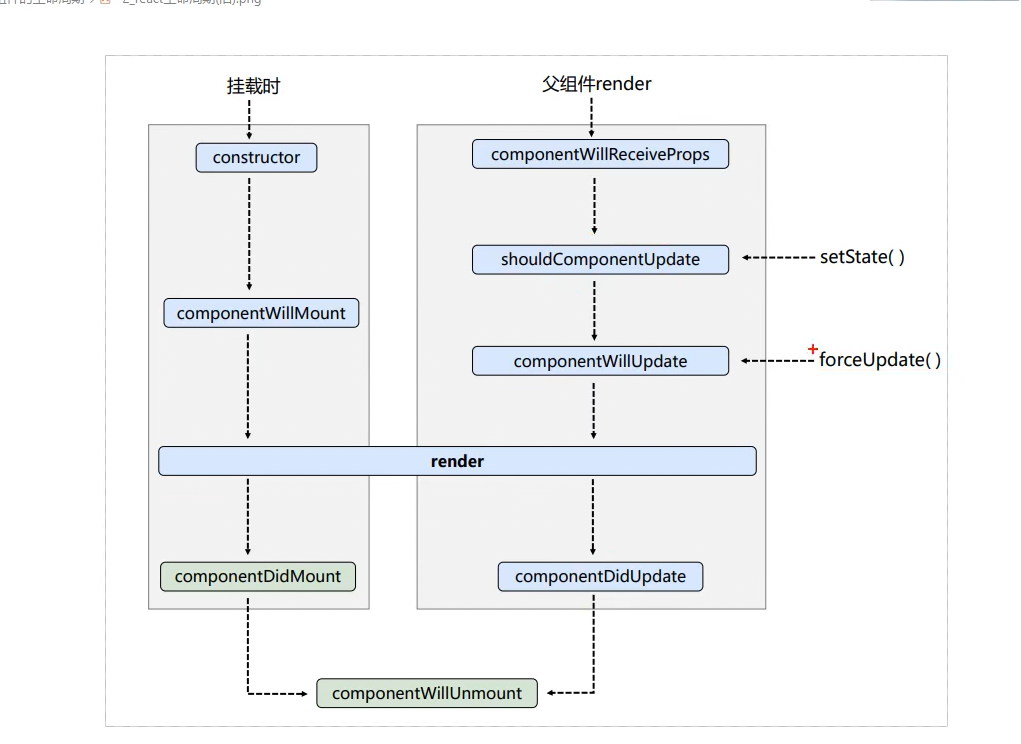 2_react生命周期(旧).png
挂载时
父组件render
constructor
componentWillReceiveProps
shouldComponentUpdate
setState( )
componentWillMount
componentWillUpdate
forceUpdate( )
render
componentDidMount
componentDidUpdate
componentWillUnmount